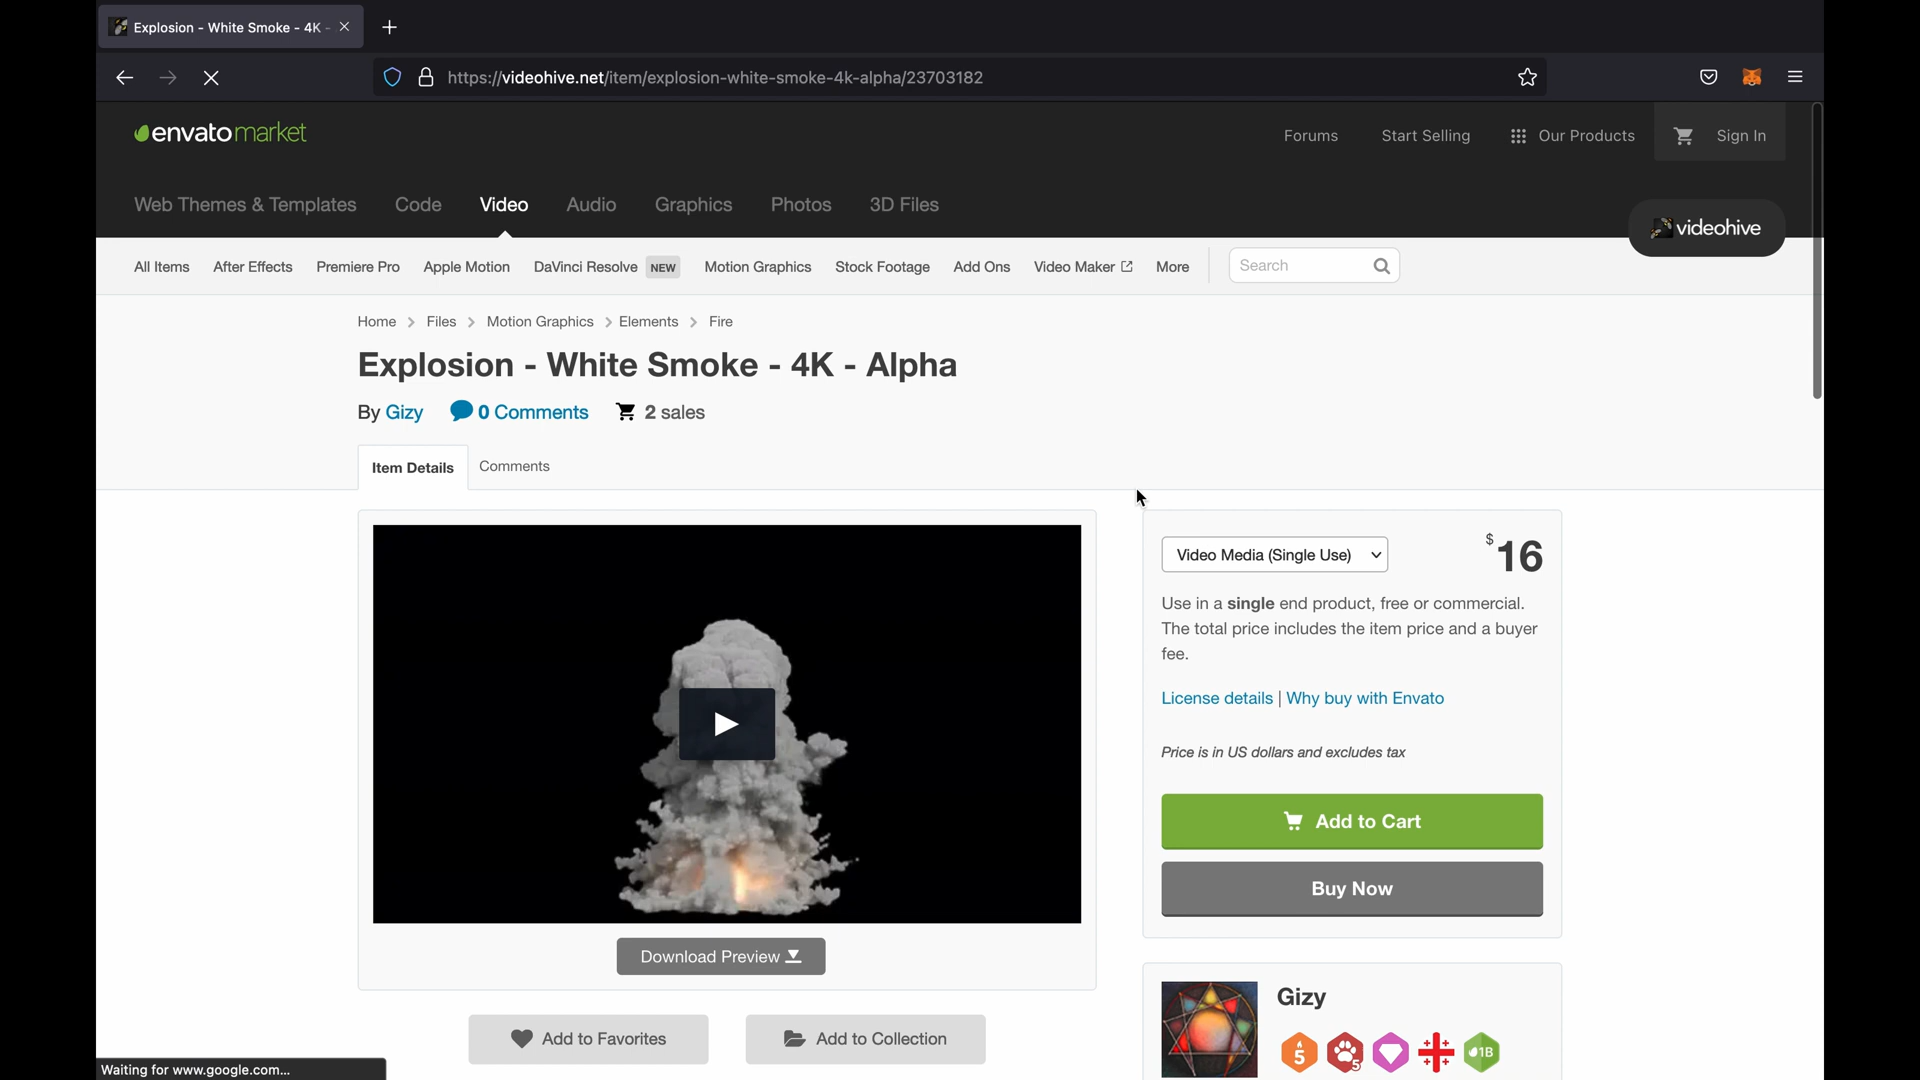 Explosion - White Smoke - 4K -
https://videohive.net/item/explosion-white-smoke-4k-alpha/23703182
envatomarket
Forums
Start Selling
Our Products
Sign In
Web Themes & Templates
Code
Video
Audio
Graphics
Photos
3D Files
videohive
All Items
After Effects
Premiere Pro
Apple Motion
DaVinci Resolve NEW
Motion Graphics
Stock Footage
Add Ons
Video Maker
More
Search
Home > Files > Motion Graphics > Elements > Fire
Explosion - White Smoke - 4K - Alpha
By Gizy
0 Comments
2 sales
Item Details
Comments
Video Media (Single Use)
$16
Use in a single end product, free or commercial.
The total price includes the item price and a buyer
fee.
License details | Why buy with Envato
Price is in US dollars and excludes tax
Add to Cart
Buy Now
Download Preview
Gizy
5
5
1B
Add to Favorites
Add to Collection
Waiting for www.google.com...